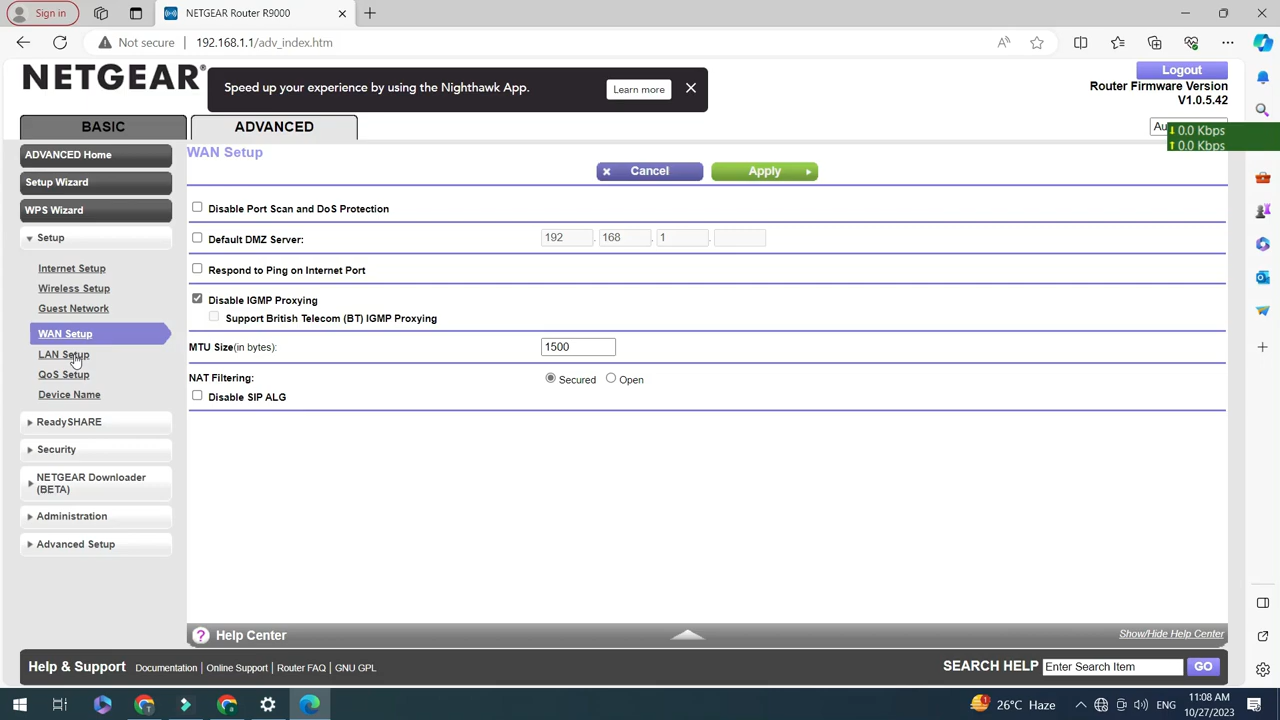 Sign in
NETGEAR Router R9000
Not secure
192.168.1.1/adv_index.htm
NETGEAR®
Speed up your experience by using the Nighthawk App.
Learn more
Logout
Router Firmware Version
V1.0.5.42
BASIC
ADVANCED
Au
0.0 Kbps
0.0 Kbps
ADVANCED Home
Setup Wizard
WPS Wizard
Setup
Internet Setup
Wireless Setup
Guest Network
WAN Setup
LAN Setup
QoS Setup
Device Name
ReadySHARE
Security
NETGEAR Downloader
(BETA)
Administration
Advanced Setup
WAN Setup
Cancel
Apply
Disable Port Scan and DoS Protection
Default DMZ Server: 192 . 168 . 1 .
Respond to Ping on Internet Port
Disable IGMP Proxying
Support British Telecom (BT) IGMP Proxying
MTU Size(in bytes): 1500
NAT Filtering: Secured Open
Disable SIP ALG
? Help Center
Show/Hide Help Center
Help & Support Documentation | Online Support | Router FAQ | GNU GPL
SEARCH HELP Enter Search Item GO
26°C Haze
ENG
11:08 AM
10/27/2023